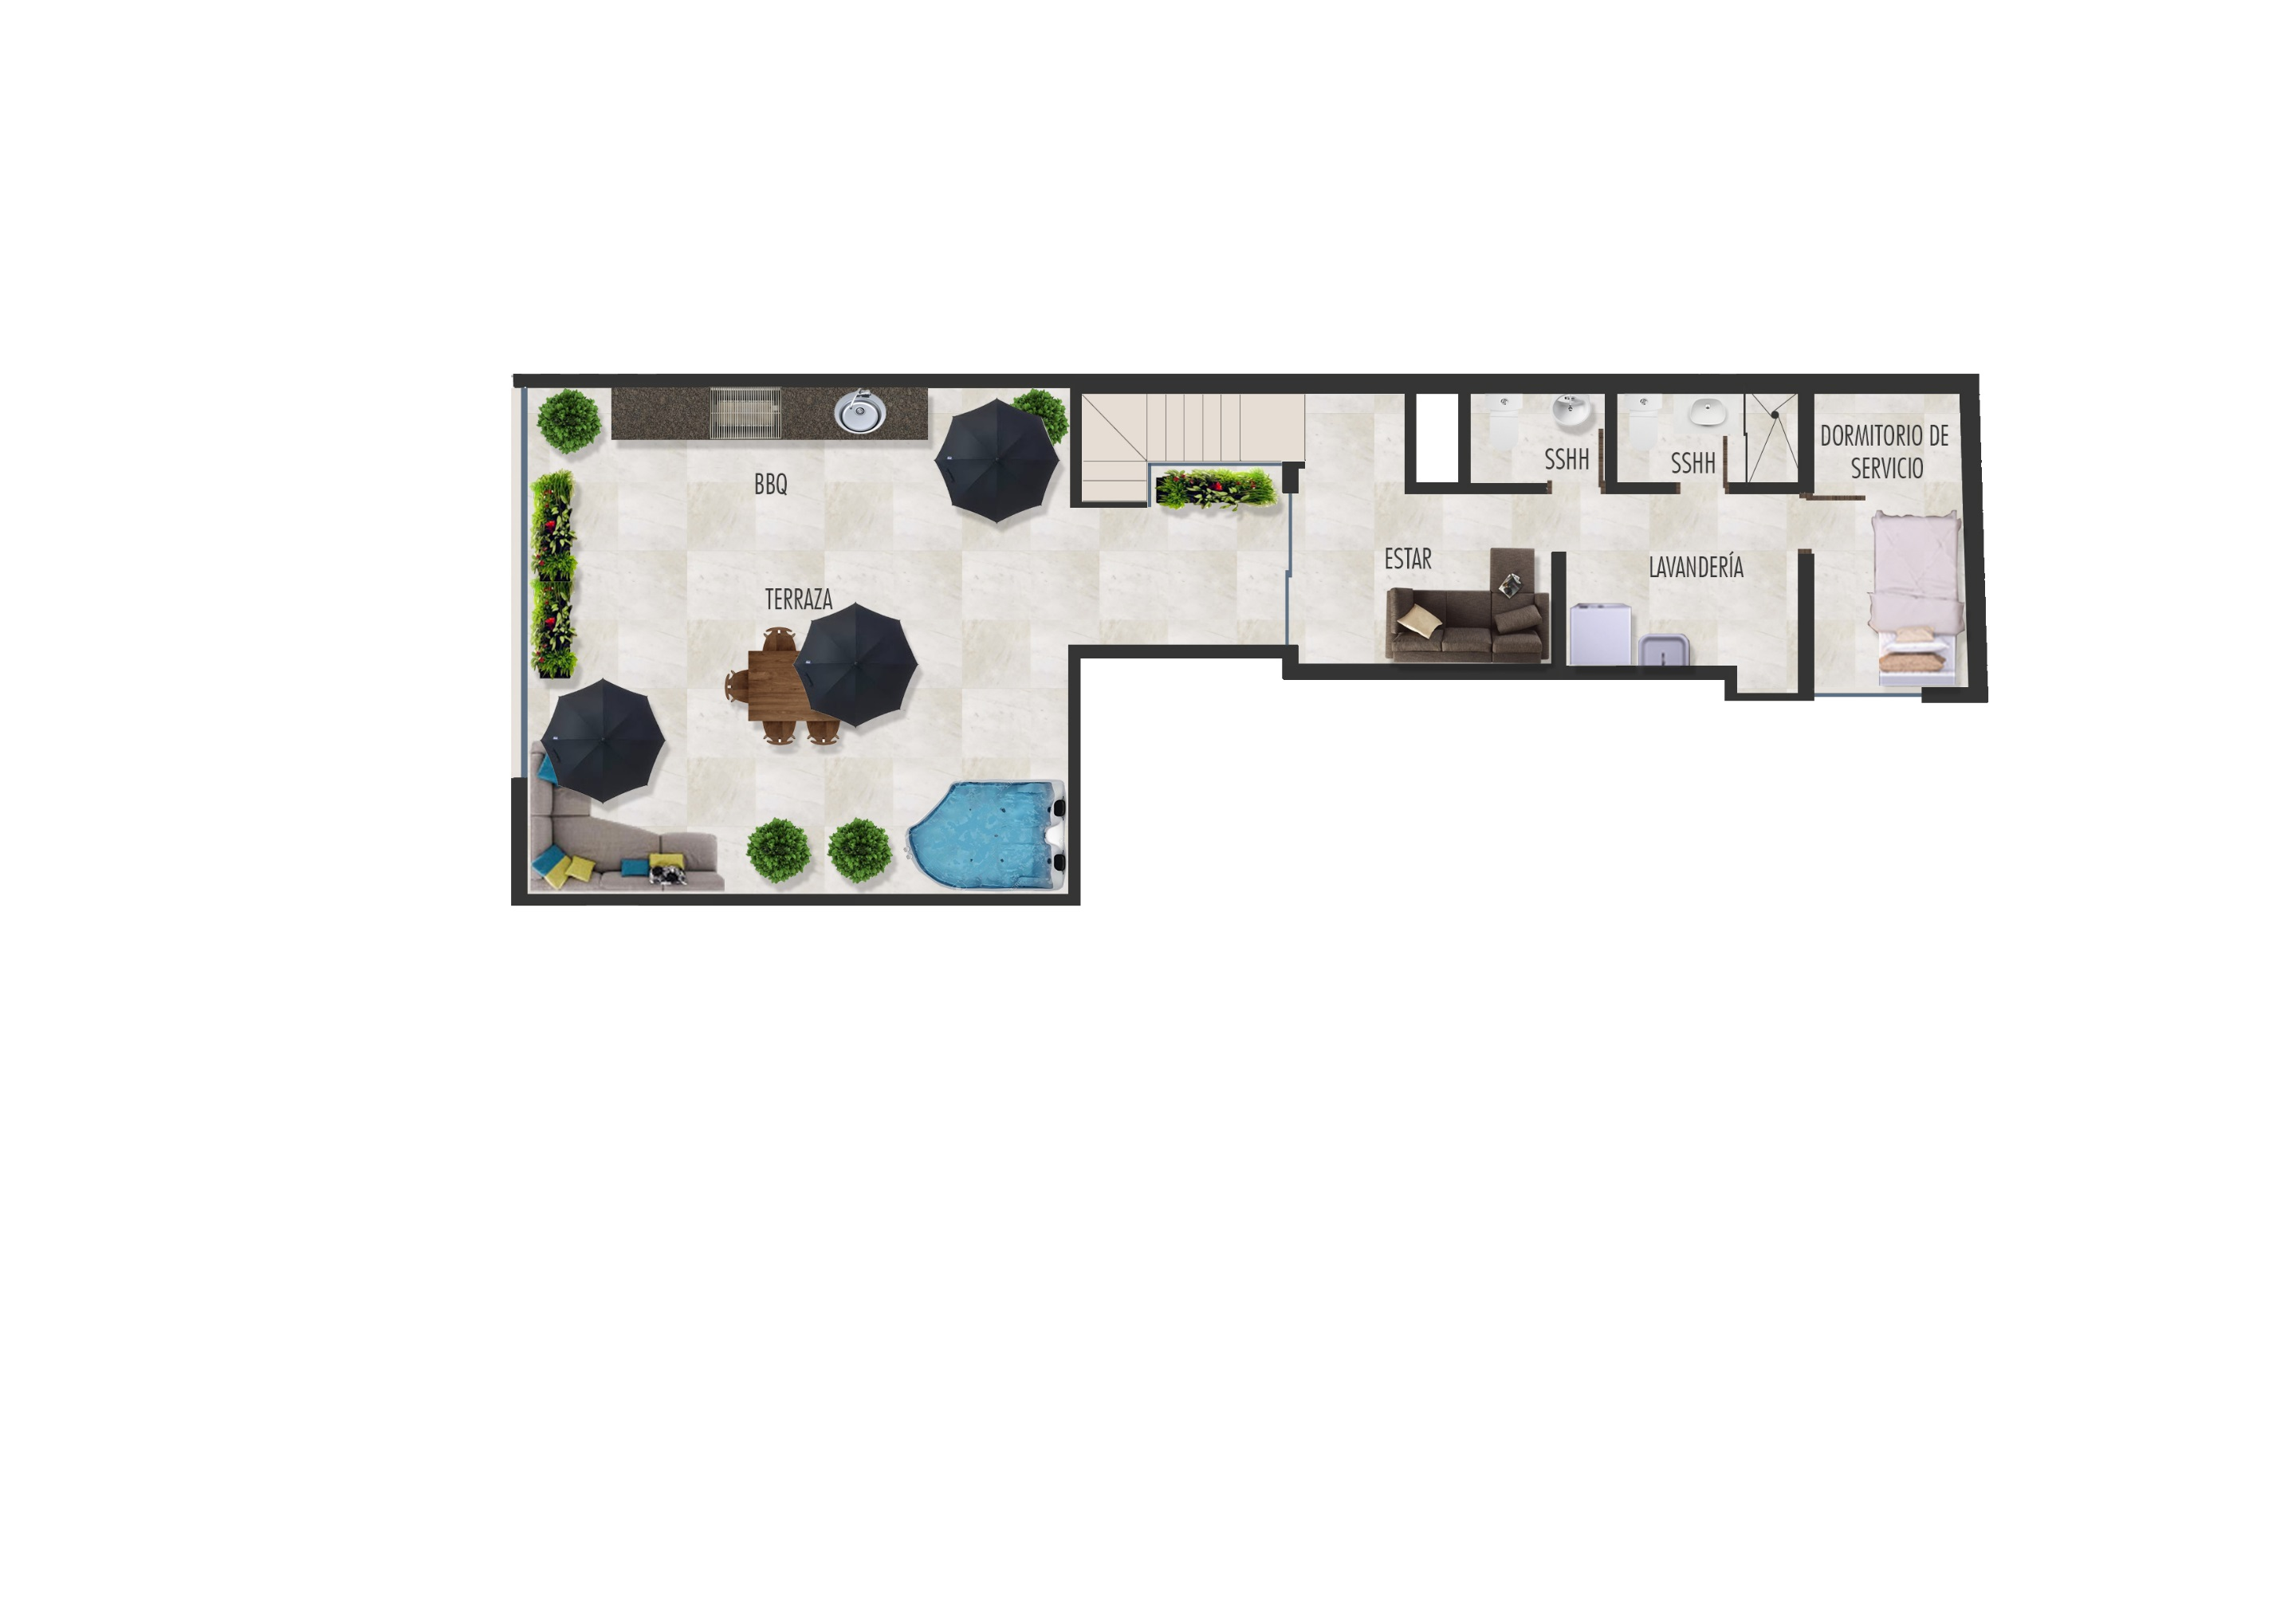 DORMITORIO DE
SERVICIO
SSHH
SSHH
BBQ
ESTAR
LAVANDERÍA
TERRAZA